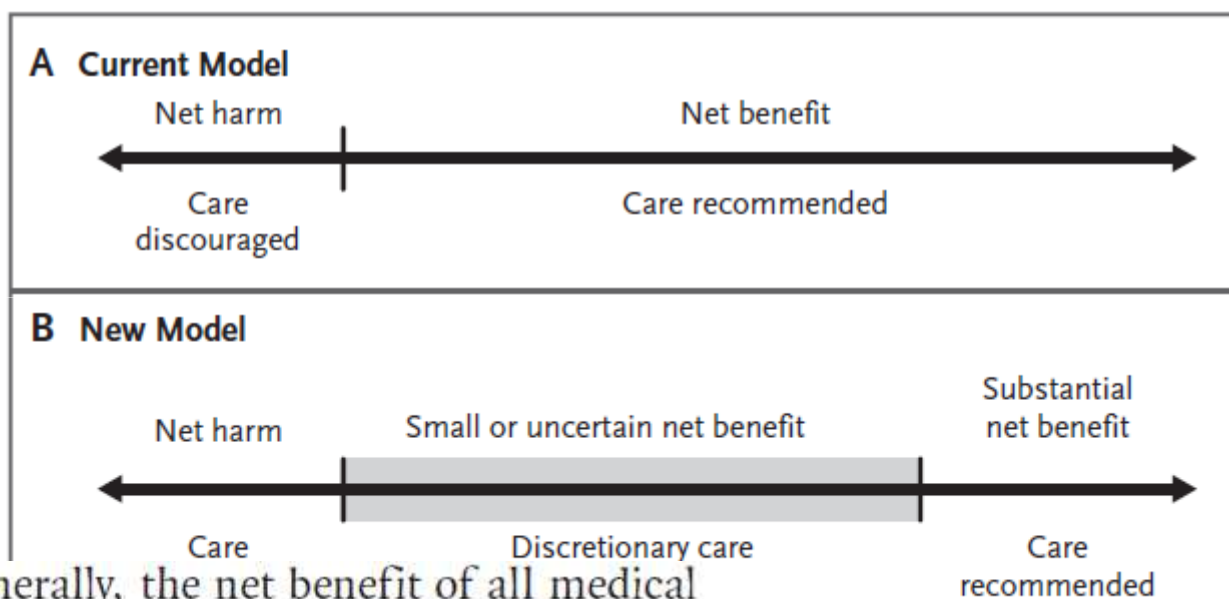 A Current Model
Net harm
Net benefit
Care
discouraged
Care recommended
B New Model
Net harm
Small or uncertain net benefit
Substantial
net benefit
Care
Discretionary care
Care
recommended
nerally, the net benefit of all medical